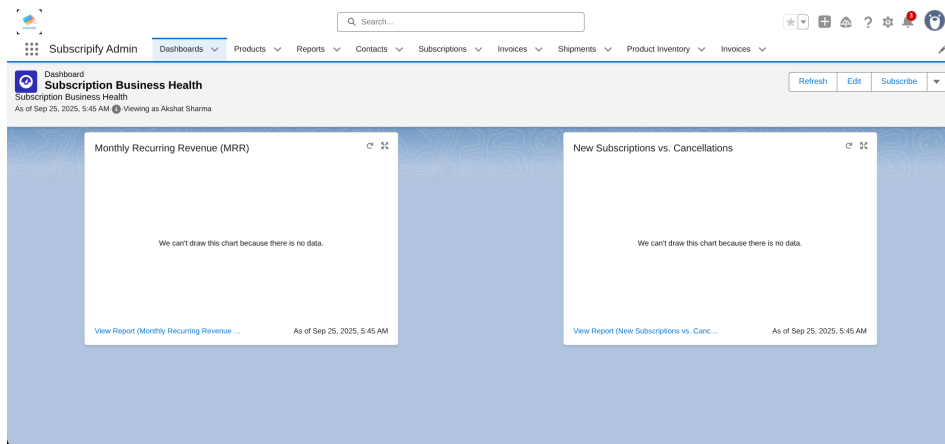 Search...
3
Subscripify Admin
Dashboards
Products
Reports
Contacts
Subscriptions
Invoices
Shipments
Product Inventory
Invoices
Dashboard
Subscription Business Health
Subscription Business Health
As of Sep 25, 2025, 5:45 AM·Viewing as Akshat Sharma
Refresh
Edit
Subscribe
Monthly Recurring Revenue (MRR)
We can't draw this chart because there is no data.
View Report (Monthly Recurring Revenue ...
As of Sep 25, 2025, 5:45 AM
New Subscriptions vs. Cancellations
We can't draw this chart because there is no data.
View Report (New Subscriptions vs. Canc...
As of Sep 25, 2025, 5:45 AM